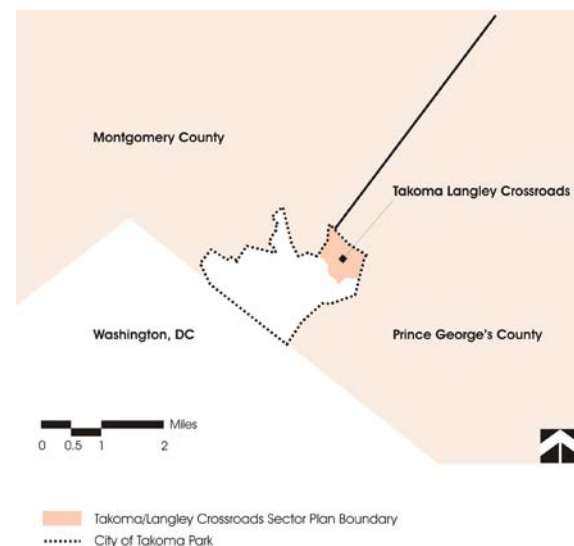 Montgomery County
Takoma Langley Crossroads
Washington, DC
Prince George's County
Miles
0 0.5 1 2
Takoma/Langley Crossroads Sector Plan Boundary
City of Takoma Park